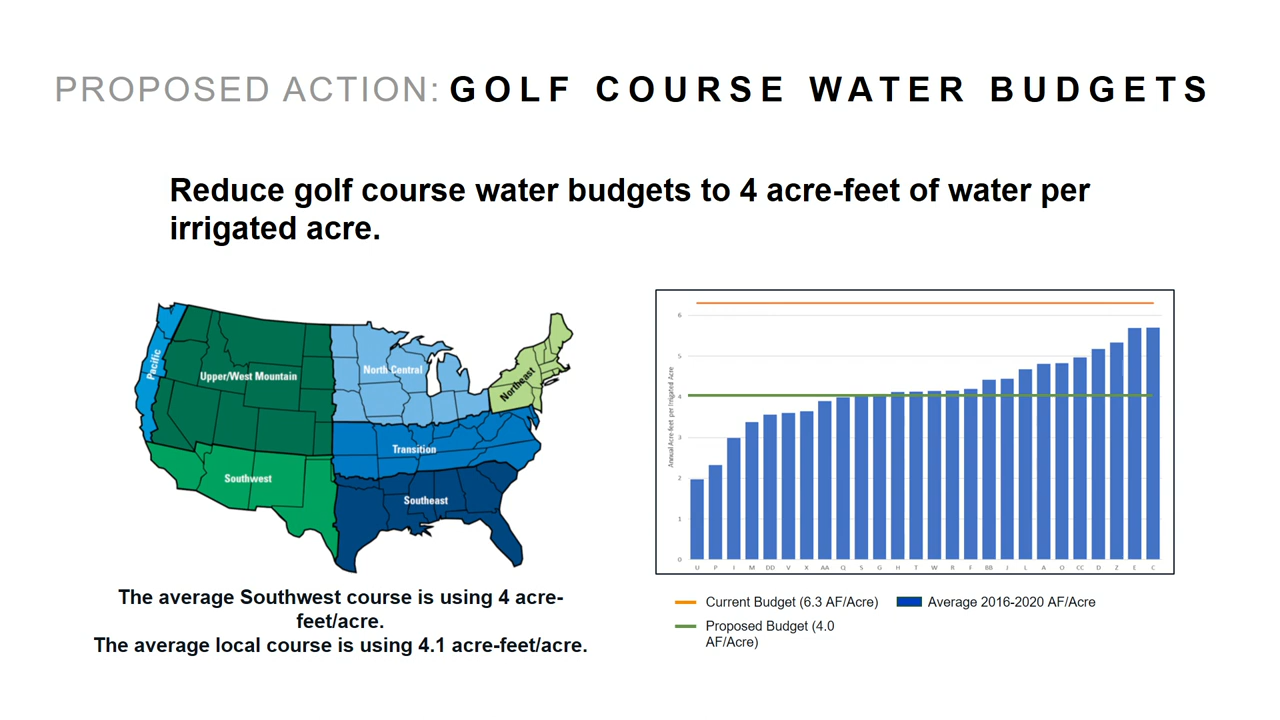 PROPOSED ACTION: GOLF COURSE WATER BUDGETS
Reduce golf course water budgets to 4 acre-feet of water per
irrigated acre.
Pacific
Upper/West Mountain
North Central
Northeast
Transition
Southwest
Southeast
The average Southwest course is using 4 acre-
feet/acre.
The average local course is using 4.1 acre-feet/acre.
Annual Acre-feet per Irrigated Acre
6
5
4
3
2
1
0
U P I M DD V X AA Q S G H T W R F BB J L A O CC D Z E C
Current Budget (6.3 AF/Acre)
Average 2016-2020 AF/Acre
Proposed Budget (4.0
AF/Acre)